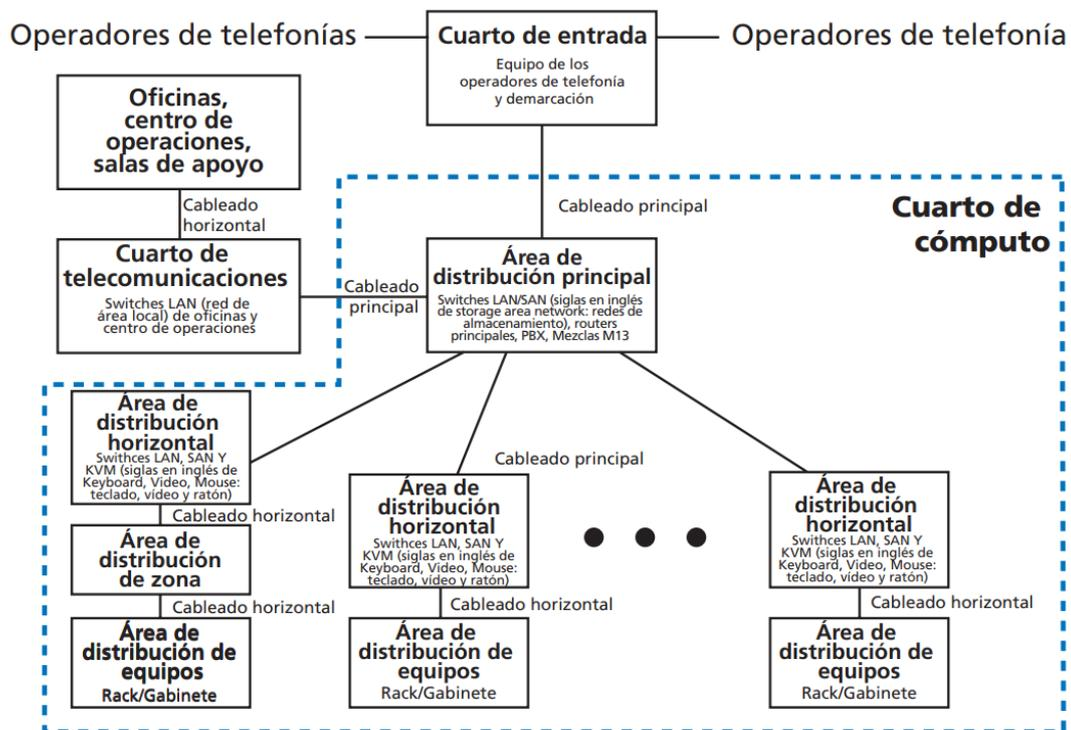 Operadores de telefonías
Cuarto de entrada
Equipo de los
operadores de telefonía
y demarcación
Operadores de telefonía
Oficinas,
centro de
operaciones,
salas de apoyo
Cableado
horizontal
Cableado principal
Cuarto de
cómputo
Cuarto de
telecomunicaciones
Switches LAN (red de
área local) de oficinas y
centro de operaciones
Cableado
principal
Área de
distribución principal
Switches LAN/SAN (siglas en inglés
de storage area network: redes de
almacenamiento), routers
principales, PBX, Mezclas M13
Área de
distribución
horizontal
Swithces LAN, SAN Y
KVM (siglas en inglés de
Keyboard, Video, Mouse:
teclado, vídeo y ratón)
Cableado horizontal
Área de
distribución
de zona
Cableado horizontal
Área de
distribución de
equipos
Rack/Gabinete
Cableado principal
Área de
distribución
horizontal
Swithces LAN, SAN Y
KVM (siglas en inglés de
Keyboard, Video, Mouse:
teclado, vídeo y ratón)
Cableado horizontal
Área de
distribución de
equipos
Rack/Gabinete
Área de
distribución
horizontal
Swithces LAN, SAN Y
KVM (siglas en inglés de
Keyboard, Video, Mouse:
teclado, vídeo y ratón)
Cableado horizontal
Área de
distribución de
equipos
Rack/Gabinete